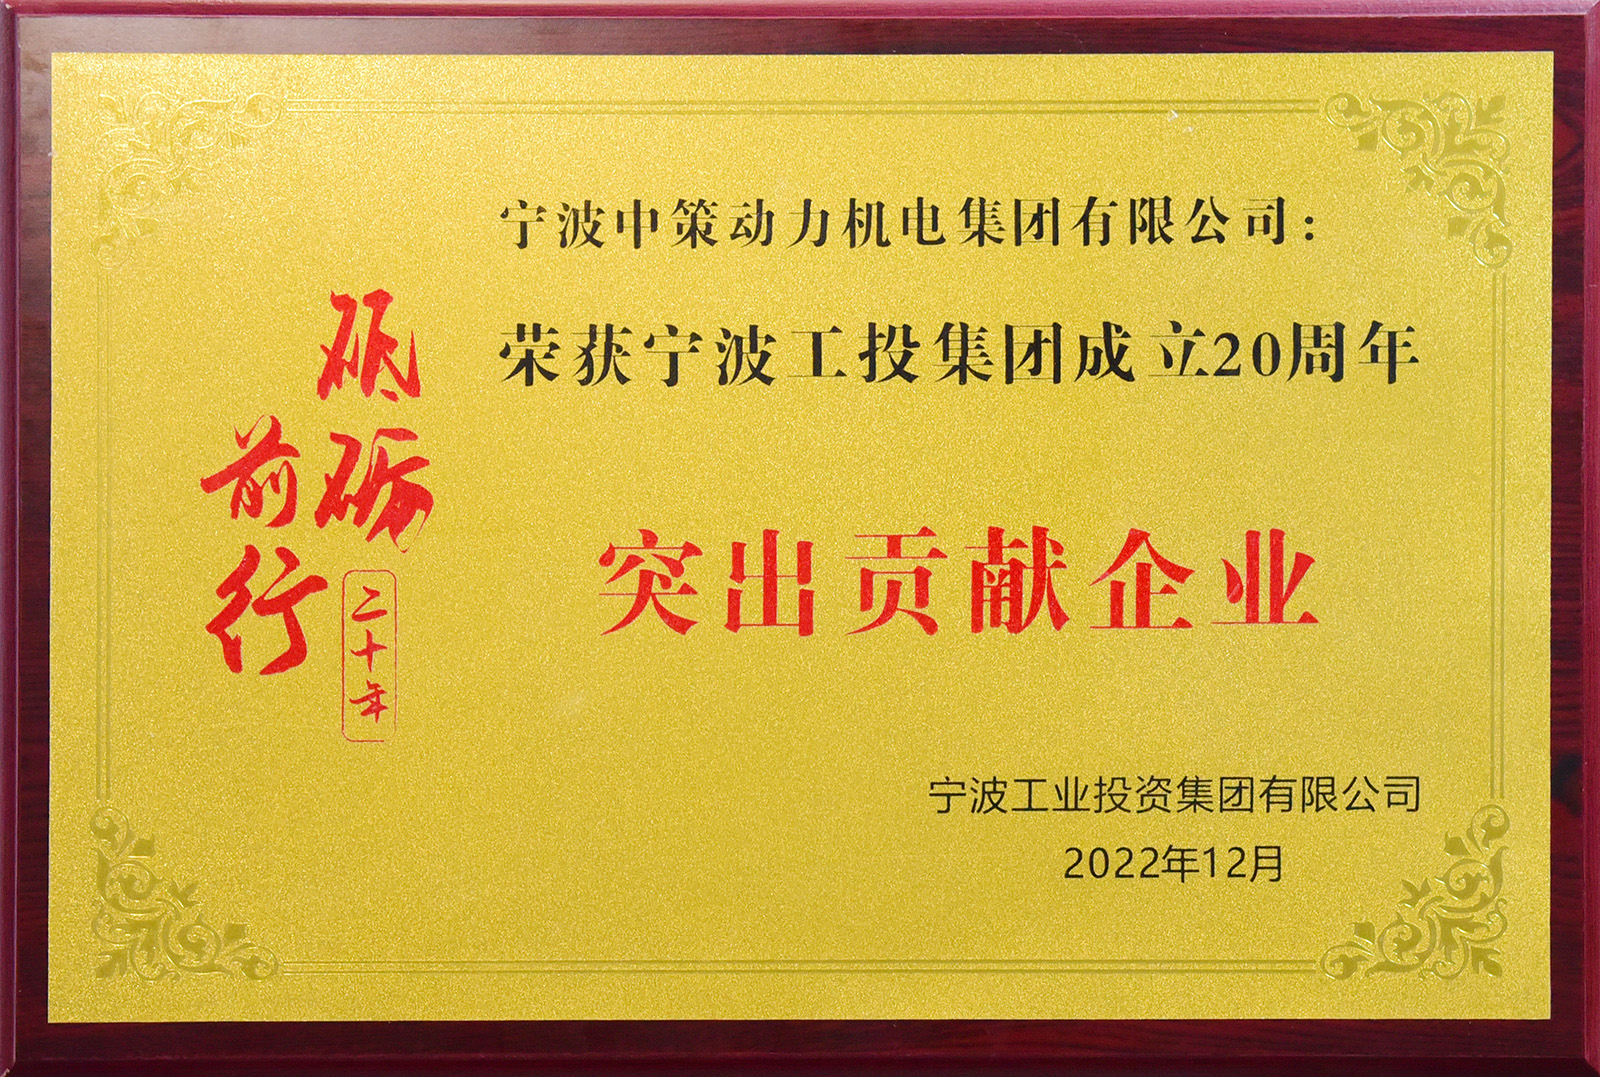 宁波中策动力机电集团有限公司：
荣获宁波工投集团成立20周年
突出贡献企业
砥砺
前行
二十年
宁波工业投资集团有限公司
2022年12月